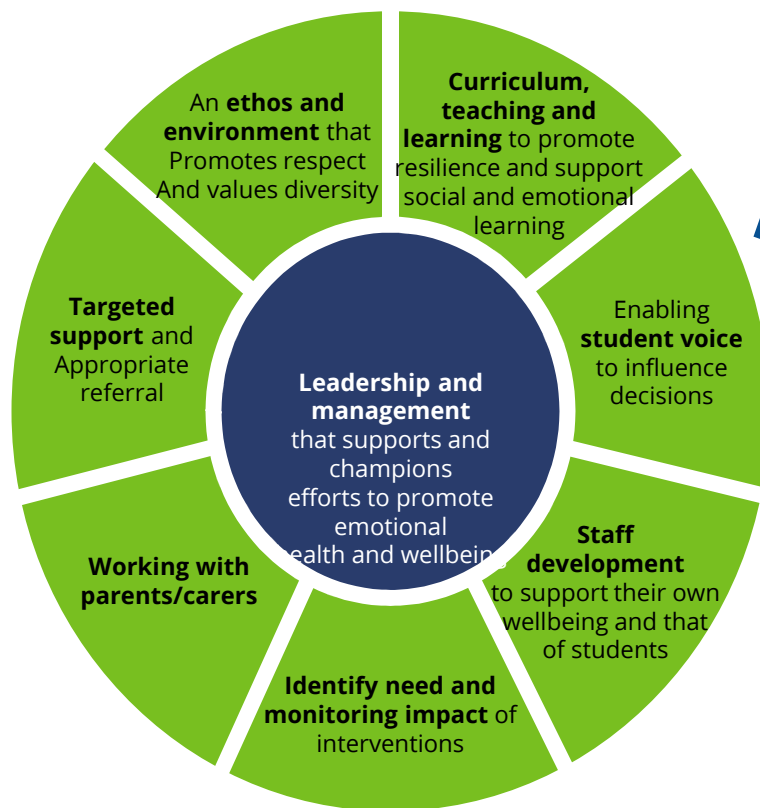 An ethos and
environment that
Promotes respect
And values diversity
Curriculum,
teaching and
learning to promote
resilience and support
social and emotional
learning
Enabling
student voice
to influence
decisions
Staff
development
to support their own
wellbeing and that
of students
Identify need and
monitoring impact of
interventions
Working with
parents/carers
Targeted
support and
Appropriate
referral
Leadership and
management
that supports and
champions
efforts to promote
emotional
health and wellbeing